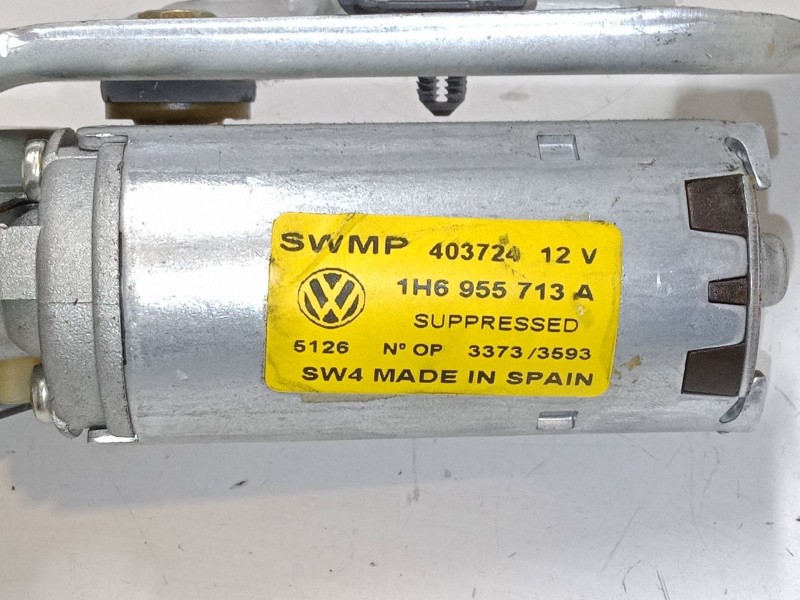 SWMP 403724 12 V
1H6 955 713 A
SUPPRESSED
5126 Nº OP 3373/3593
SW4 MADE IN SPAIN